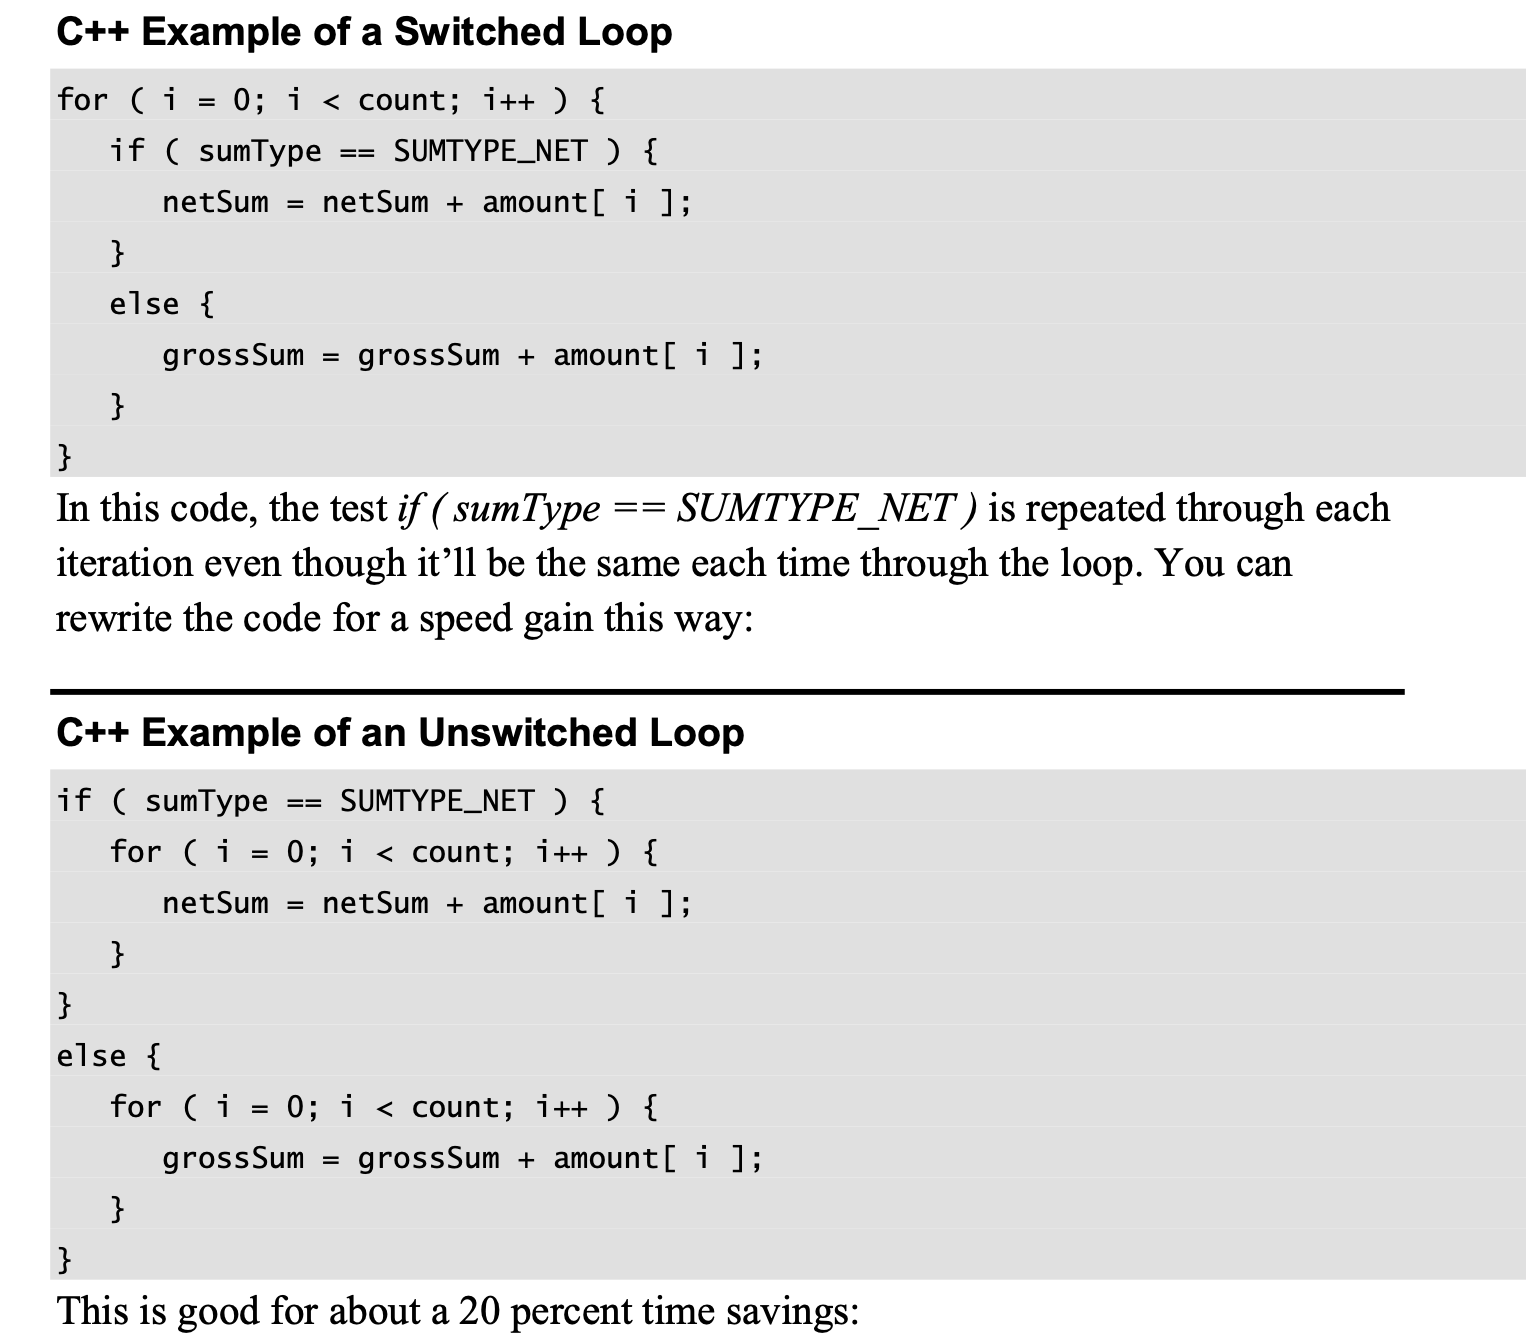 C++ Example of a Switched Loop
for ( i = 0; i < count; i++ ) {
   if ( sumType == SUMTYPE_NET ) {
      netSum = netSum + amount[ i ];
   }
   else {
      grossSum = grossSum + amount[ i ];
   }
}
In this code, the test if ( sumType == SUMTYPE_NET ) is repeated through each
iteration even though it’ll be the same each time through the loop. You can
rewrite the code for a speed gain this way:
C++ Example of an Unswitched Loop
if ( sumType == SUMTYPE_NET ) {
   for ( i = 0; i < count; i++ ) {
      netSum = netSum + amount[ i ];
   }
}
else {
   for ( i = 0; i < count; i++ ) {
      grossSum = grossSum + amount[ i ];
   }
}
This is good for about a 20 percent time savings: